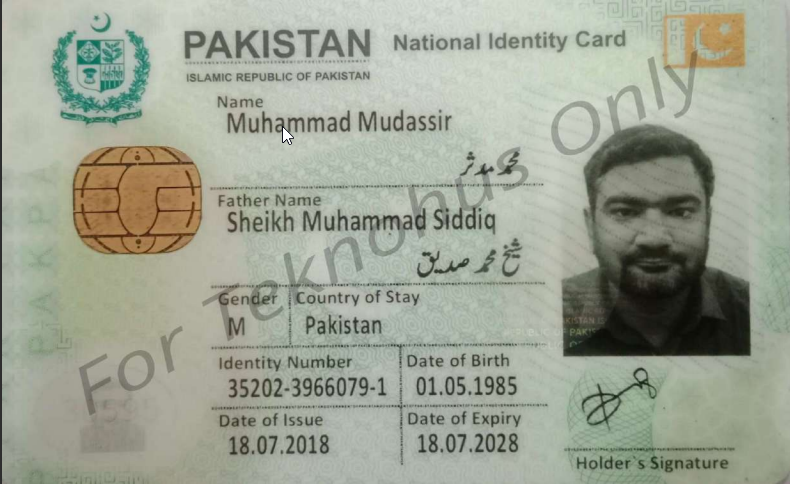 PAKISTAN National Identity Card
ISLAMIC REPUBLIC OF PAKISTAN
Name
Muhammad Mudassir
محمد مدثر
Father Name
Sheikh Muhammad Siddiq
شیخ محمد صدیق
Gender Country of Stay
M Pakistan
Identity Number Date of Birth
35202-3966079-1 01.05.1985
Date of Issue Date of Expiry
18.07.2018 18.07.2028
Holder`s Signature
For Teknohus Only